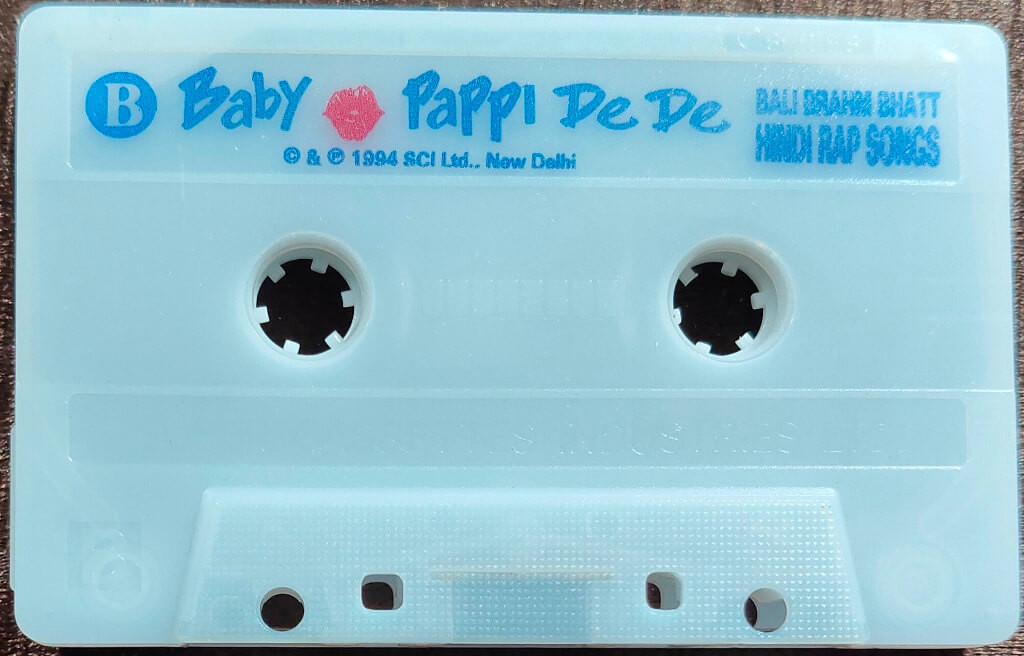 B Baby Pappi De De
© & ℗ 1994 SCI Ltd., New Delhi
BALI BRAHM BHATT
HINDI RAP SONGS